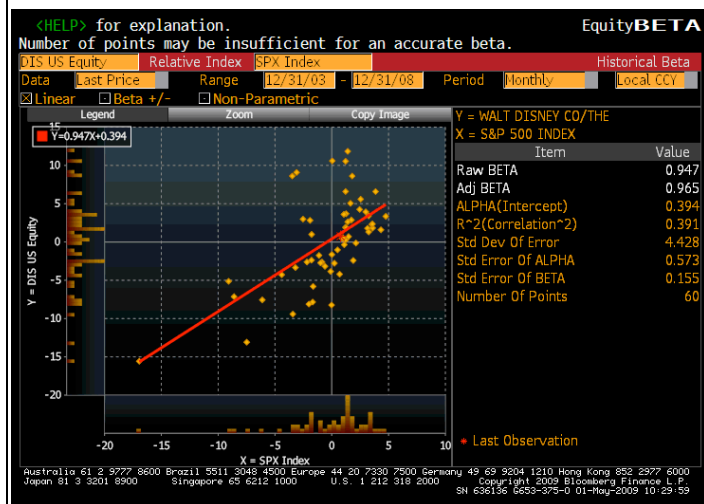 <HELP> for explanation. EquityBETA
Number of points may be insufficient for an accurate beta.
DIS US Equity Relative Index SPX Index Historical Beta
Data Last Price Range 12/31/03 - 12/31/08 Period Monthly Local CCY
Linear Beta +/- Non-Parametric
Legend Zoom Copy Image
Y = WALT DISNEY CO/THE
X = S&P 500 INDEX
Item Value
Raw BETA 0.947
Adj BETA 0.965
ALPHA(Intercept) 0.394
R^2(Correlation^2) 0.391
Std Dev Of Error 4.428
Std Error Of ALPHA 0.573
Std Error Of BETA 0.155
Number Of Points 60
15
Y=0.947X+0.394
10
5
0
-5
-10
-15
-20
Y = DIS US Equity
-20 -15 -10 -5 0 5 10
X = SPX Index
* Last Observation
Australia 61 2 9777 8600 Brazil 5511 3048 4500 Europe 44 20 7330 7500 Germany 49 69 9204 1210 Hong Kong 852 2977 6000
Japan 81 3 3201 8900 Singapore 65 6212 1000 U.S. 1 212 318 2000 Copyright 2009 Bloomberg Finance L.P.
SN 636136 G653-375-0 01-May-2009 10:29:59